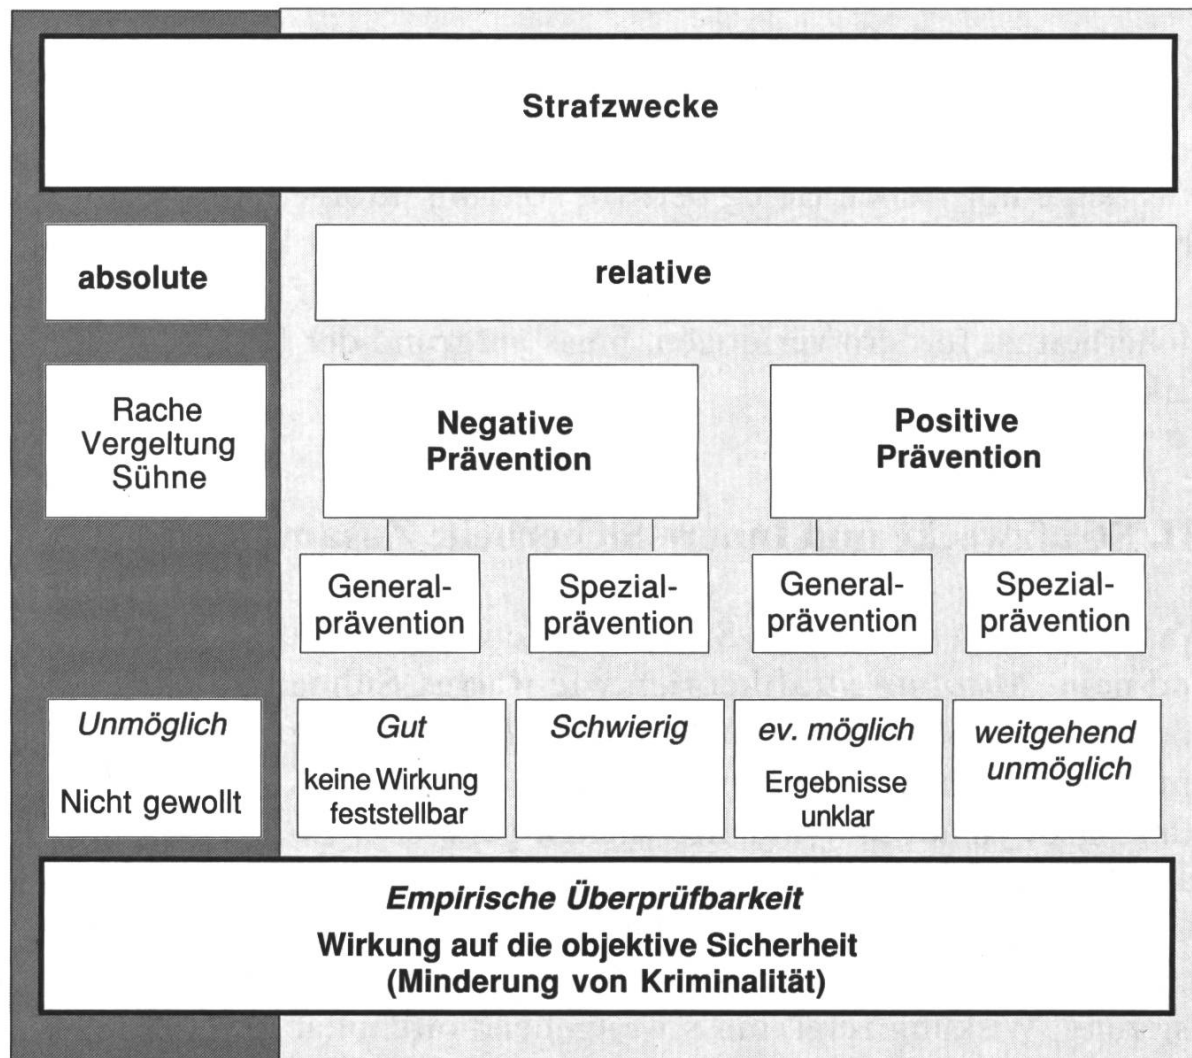 Strafzwecke
absolute
relative
Rache
Vergeltung
Sühne
Negative
Prävention
Positive
Prävention
General-
prävention
Spezial-
prävention
General-
prävention
Spezial-
prävention
Unmöglich
Nicht gewollt
Gut
keine Wirkung
feststellbar
Schwierig
ev. möglich
Ergebnisse
unklar
weitgehend
unmöglich
Empirische Überprüfbarkeit
Wirkung auf die objektive Sicherheit
(Minderung von Kriminalität)